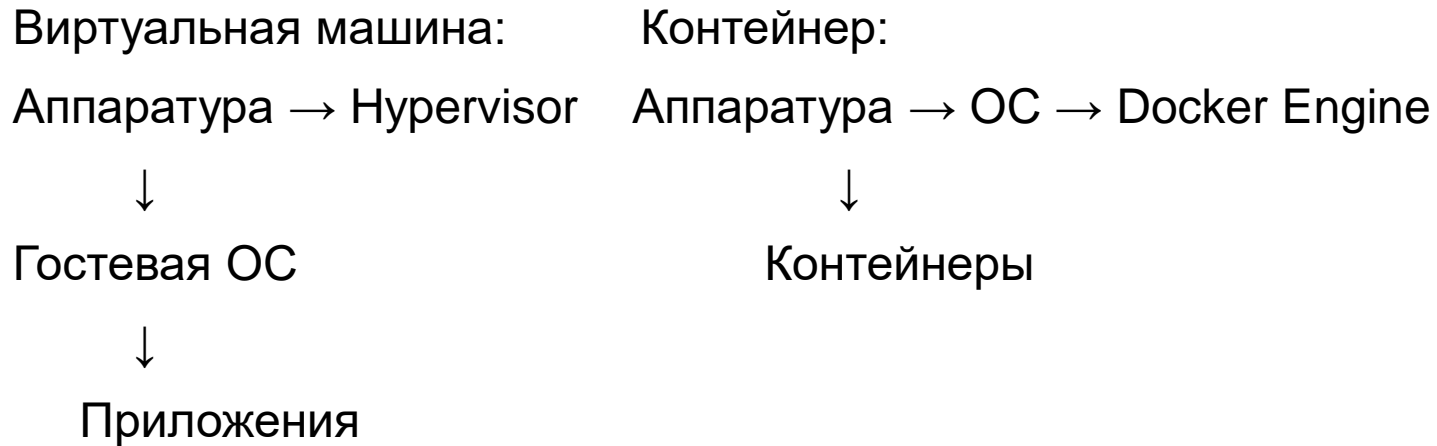 Виртуальная машина: Контейнер:
Аппаратура → Hypervisor Аппаратура → ОС → Docker Engine
↓ ↓
Гостевая ОС Контейнеры
↓
Приложения